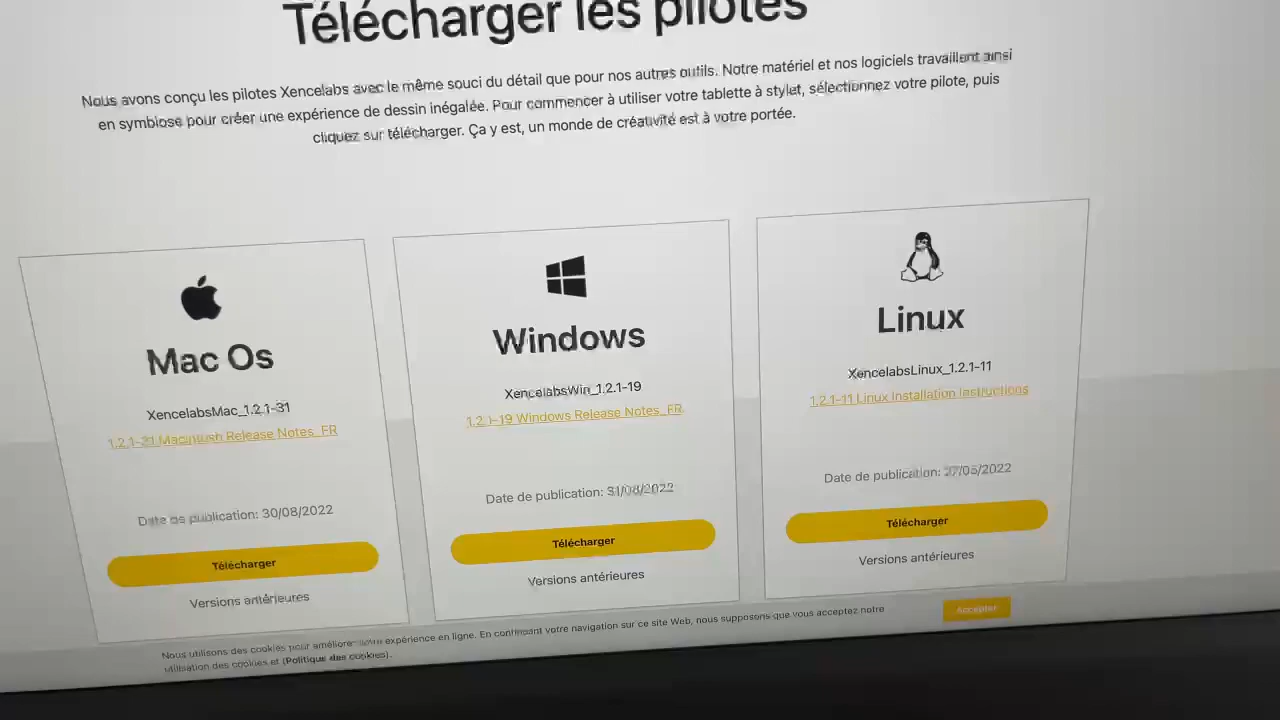 Télécharger les pilotes
Nous avons conçu les pilotes Xencelabs avec le même souci du détail que pour nos autres outils. Notre matériel et nos logiciels travaillent ainsi
en symbiose pour créer une expérience de dessin inégalée. Pour commencer à utiliser votre tablette à stylet, sélectionnez votre pilote, puis
cliquez sur télécharger. Ça y est, un monde de créativité est à votre portée.
Mac Os
XencelabsMac_1.2.1-31
1.2.1-31 Macintosh Release Notes_FR
Date de publication: 30/08/2022
Télécharger
Versions antérieures
Windows
XencelabsWin_1.2.1-19
1.2.1-19 Windows Release Notes_FR
Date de publication: 31/08/2022
Télécharger
Versions antérieures
Linux
XencelabsLinux_1.2.1-11
1.2.1-11 Linux Installation Instructions
Date de publication:
Télécharger
Versions antérieures
Nous utilisons des cookies pour améliorer votre expérience en ligne. En continuant votre navigation sur ce site Web, nous supposons que vous acceptez notre
utilisation des cookies et (Politique des cookies).
Accepter